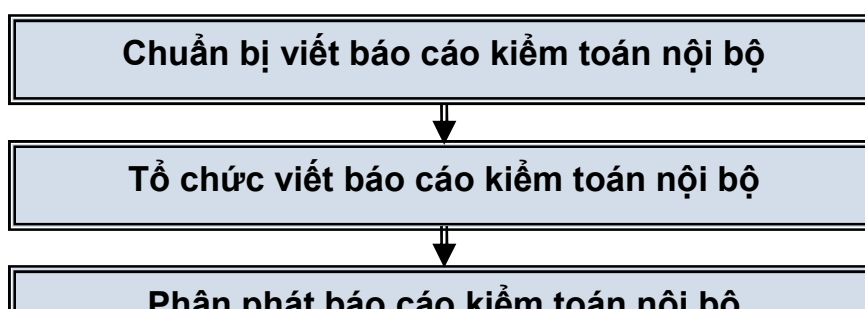 Chuẩn bị viết báo cáo kiểm toán nội bộ
Tổ chức viết báo cáo kiểm toán nội bộ
Phân phát báo cáo kiểm toán nội bộ